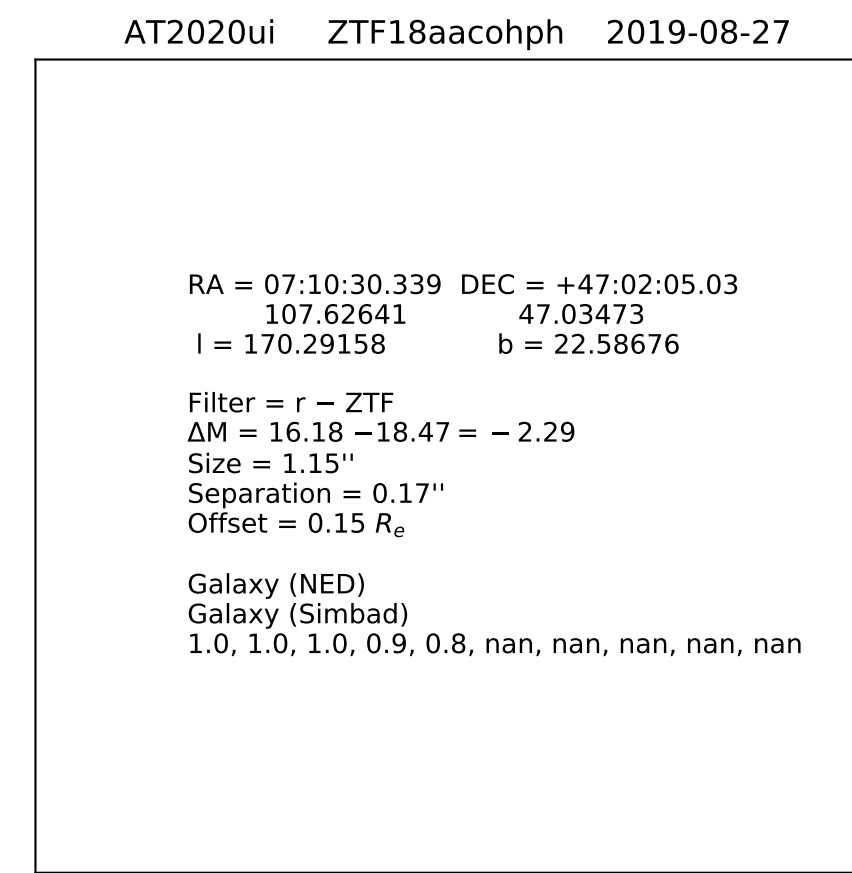 AT2020ui ZTF18aacohph 2019-08-27
RA = 07:10:30.339 DEC = +47:02:05.03
107.62641 47.03473
l = 170.29158 b = 22.58676
Filter = r − ZTF
ΔM = 16.18 −18.47 = − 2.29
Size = 1.15''
Separation = 0.17''
Offset = 0.15 Re
Galaxy (NED)
Galaxy (Simbad)
1.0, 1.0, 1.0, 0.9, 0.8, nan, nan, nan, nan, nan